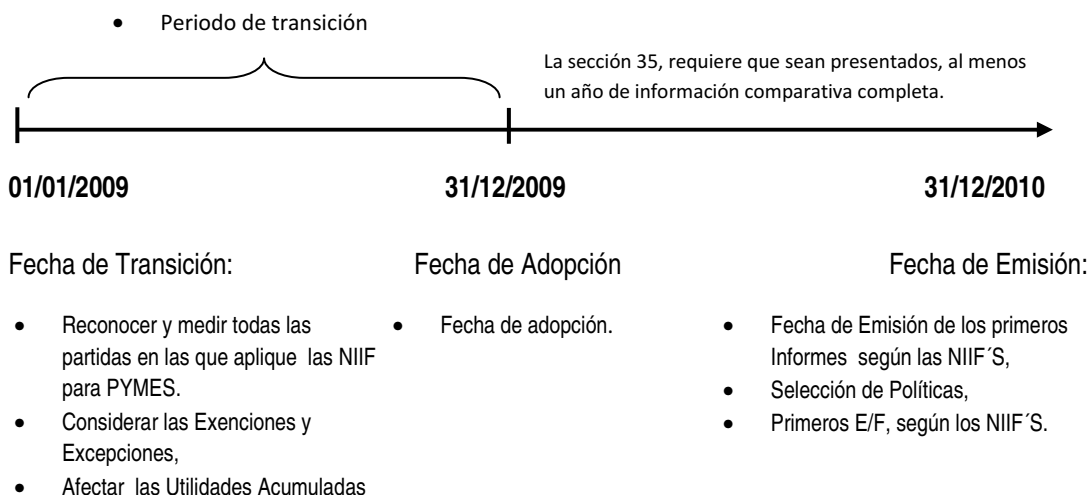 • Periodo de transición
La sección 35, requiere que sean presentados, al menos
un año de información comparativa completa.
01/01/2009
31/12/2009
31/12/2010
Fecha de Transición:
• Reconocer y medir todas las
partidas en las que aplique las NIIF
para PYMES.
• Considerar las Exenciones y
Excepciones,
• Afectar las Utilidades Acumuladas
Fecha de Adopción
• Fecha de adopción.
Fecha de Emisión:
• Fecha de Emisión de los primeros
Informes según las NIIF´S,
• Selección de Políticas,
• Primeros E/F, según los NIIF´S.